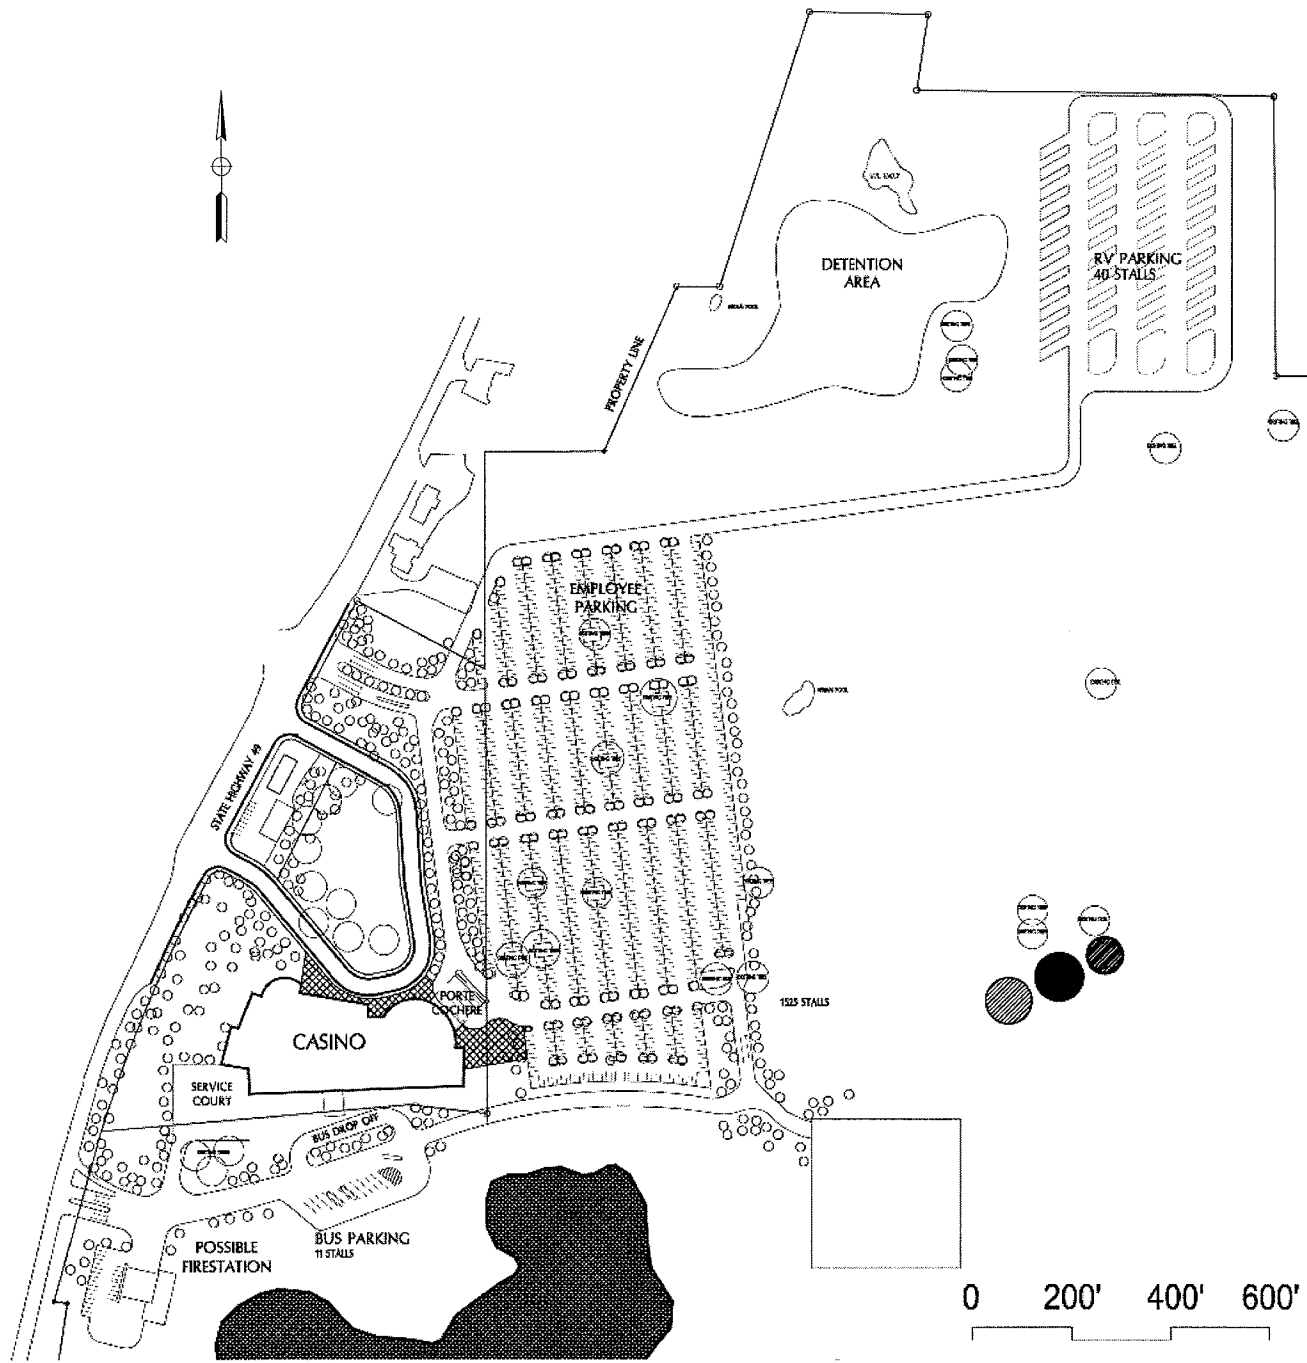 DETENTION
AREA
RV PARKING
40 STALLS
PROPERTY LINE
EMPLOYEE
PARKING
STATE HIGHWAY 49
PORTE
COCHERE
1525 STALLS
CASINO
SERVICE
COURT
BUS DROP OFF
BUS PARKING
11 STALLS
POSSIBLE
FIRESTATION
0 200' 400' 600'